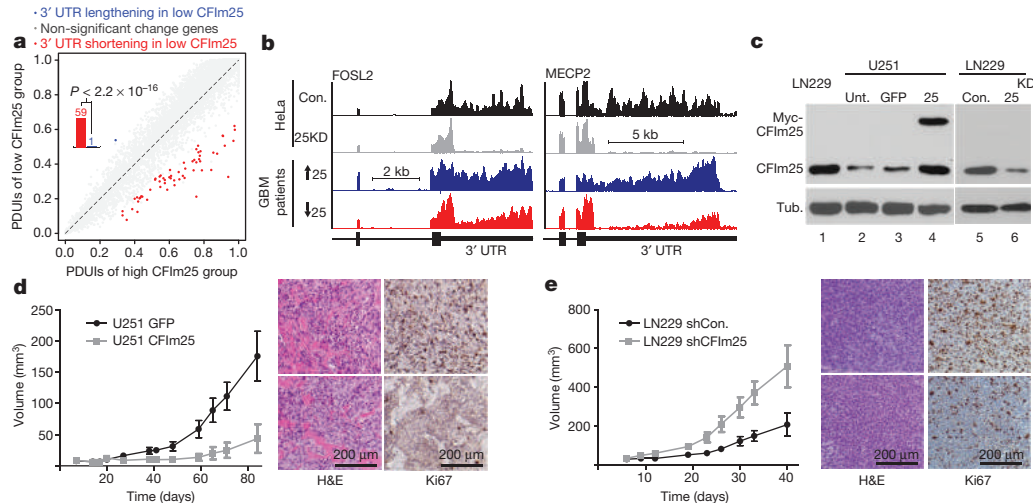 · 3′ UTR lengthening in low CFIm25
· Non-significant change genes
· 3′ UTR shortening in low CFIm25
a
PDUIs of low CFIm25 group
1.0
0.8
0.6
0.4
0.2
0.0
P < 2.2 × 10⁻¹⁶
59
1
0.0 0.2 0.4 0.6 0.8 1.0
PDUIs of high CFIm25 group
b
FOSL2 MECP2
HeLa
Con.
25KD
5 kb
GBM patients
↑25
2 kb
↓25
3′ UTR 3′ UTR
c
U251 LN229
LN229 Unt. GFP 25 Con. KD 25
Myc-
CFIm25
CFIm25
Tub.
1 2 3 4 5 6
d
U251 GFP
U251 CFIm25
Volume (mm³)
250
200
150
100
50
0 20 40 60 80
Time (days)
200 μm 200 μm
H&E Ki67
e
LN229 shCon.
LN229 shCFIm25
Volume (mm³)
800
600
400
200
0 10 20 30 40
Time (days)
200 μm 200 μm
H&E Ki67